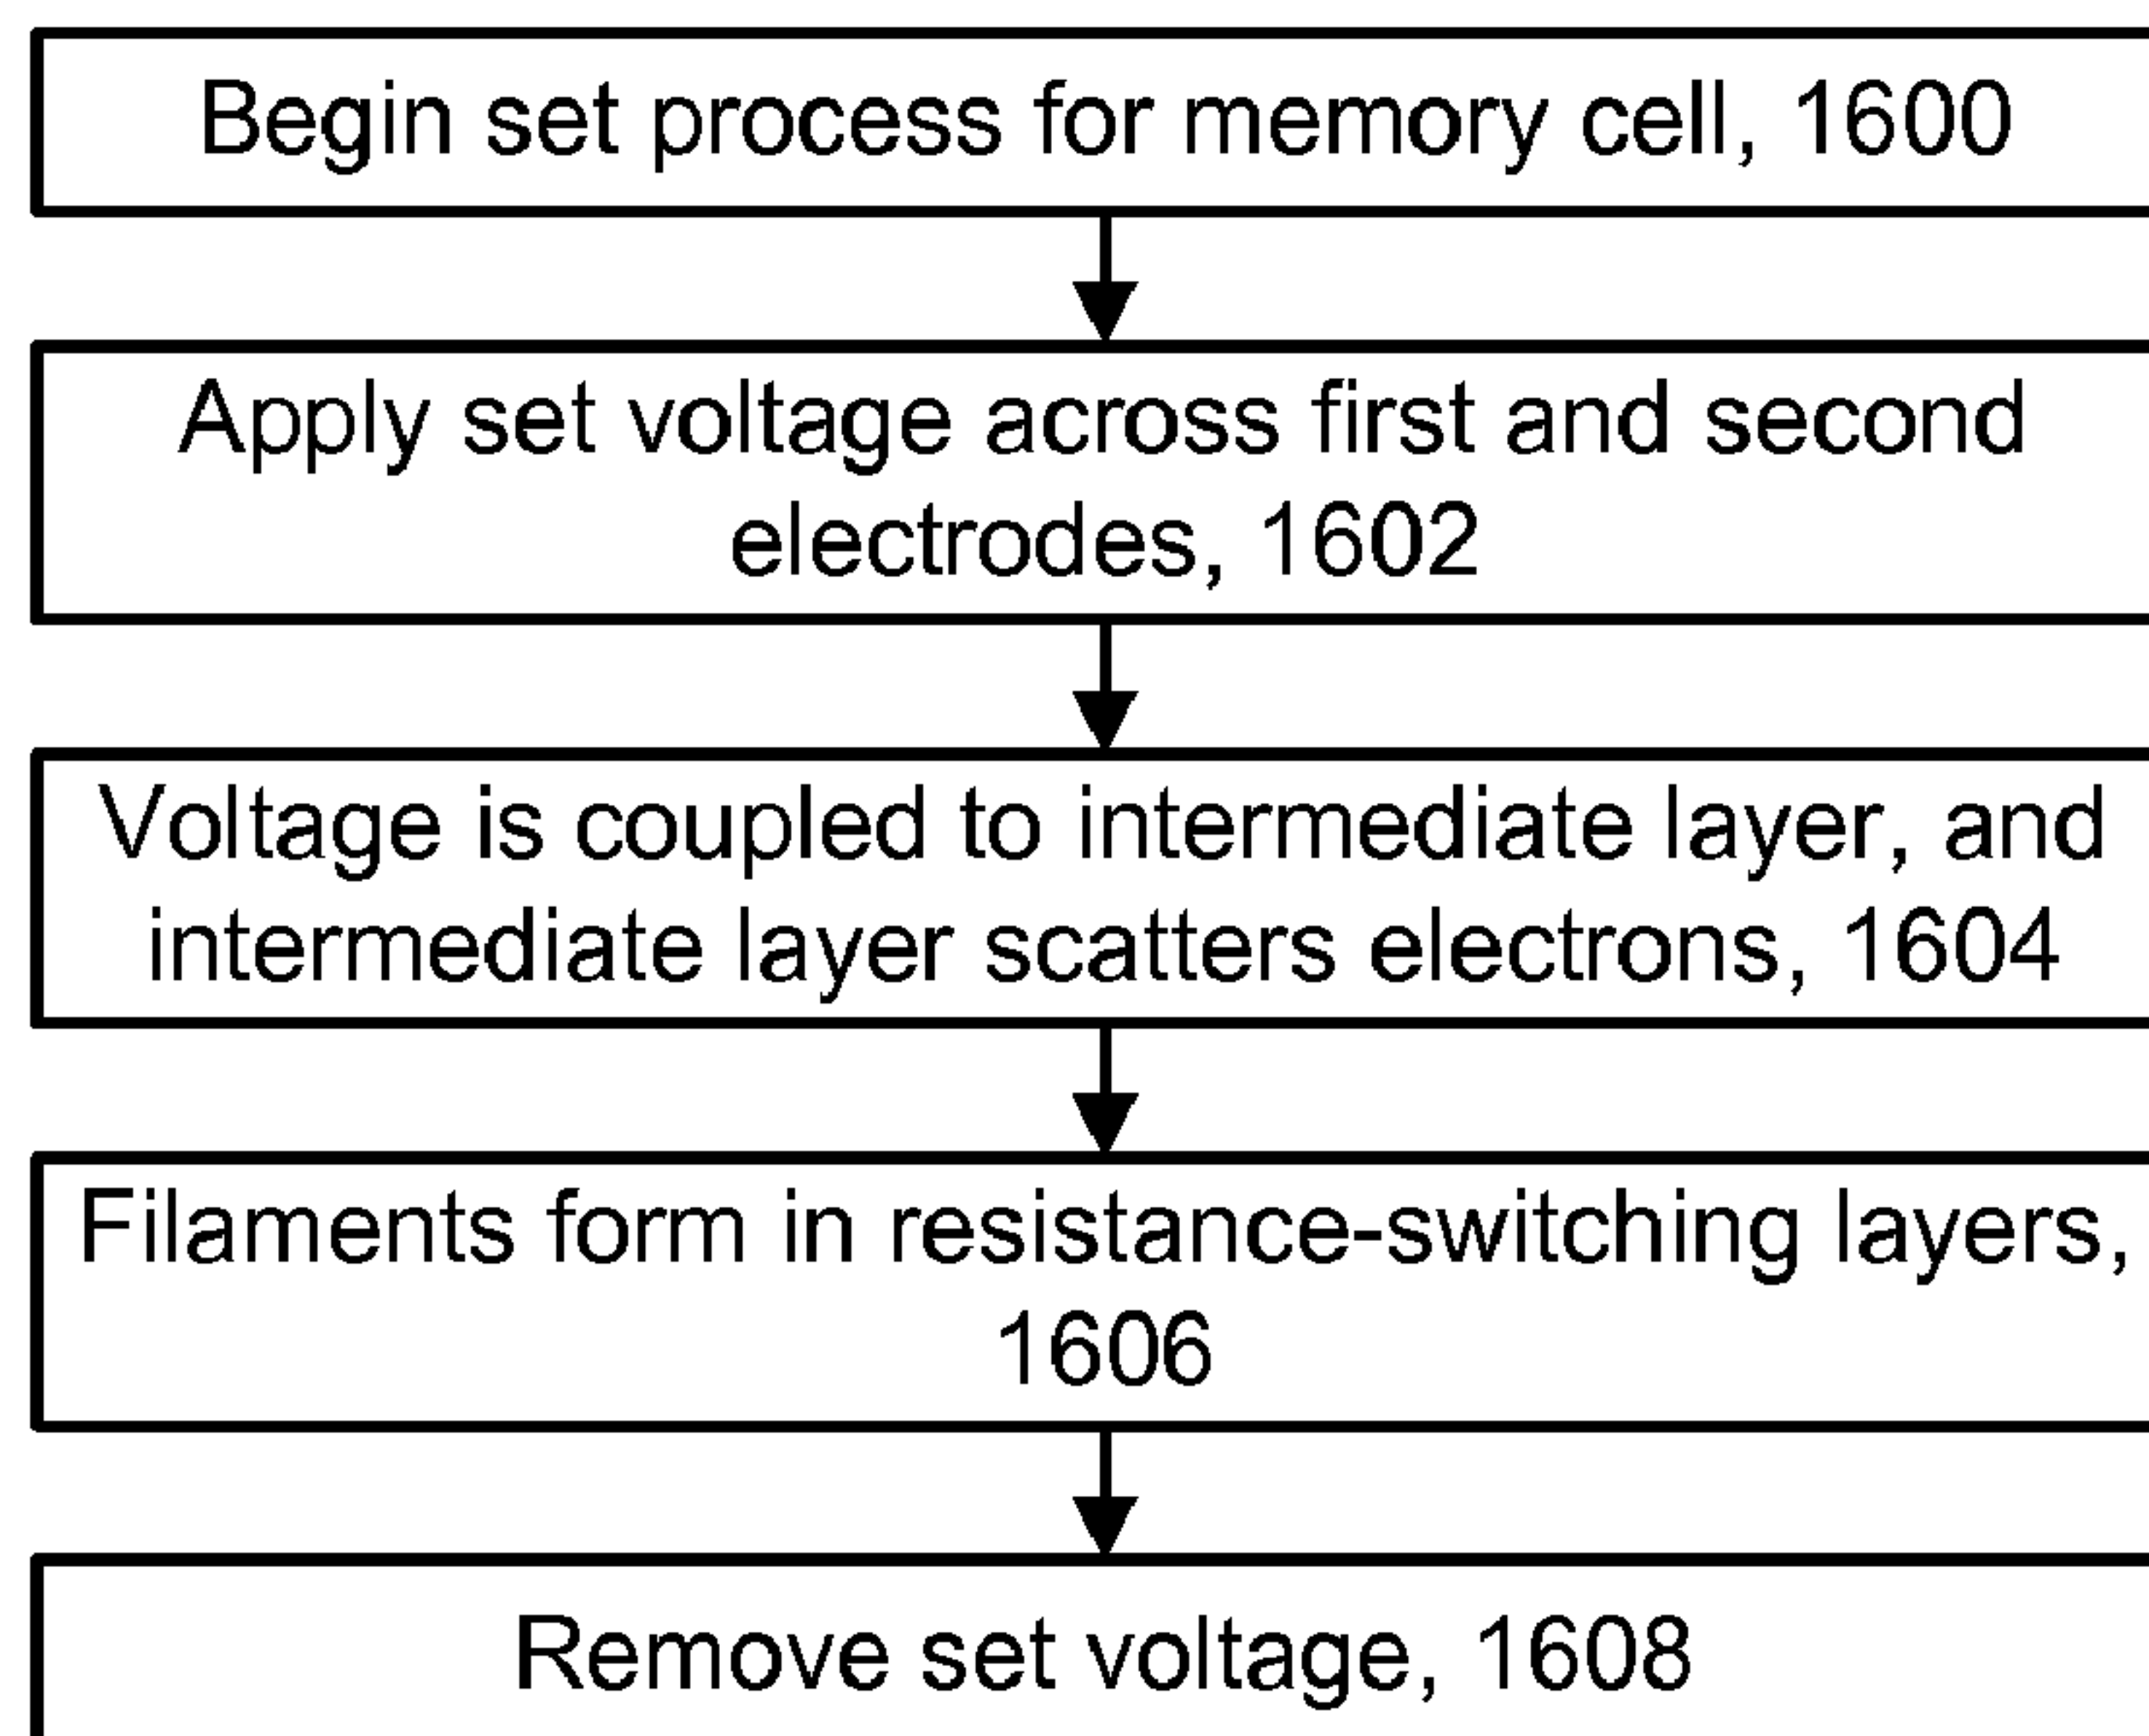 Begin set process for memory cell, 1600
Apply set voltage across first and second
electrodes, 1602
Voltage is coupled to intermediate layer, and
intermediate layer scatters electrons, 1604
Filaments form in resistance-switching layers,
1606
Remove set voltage, 1608